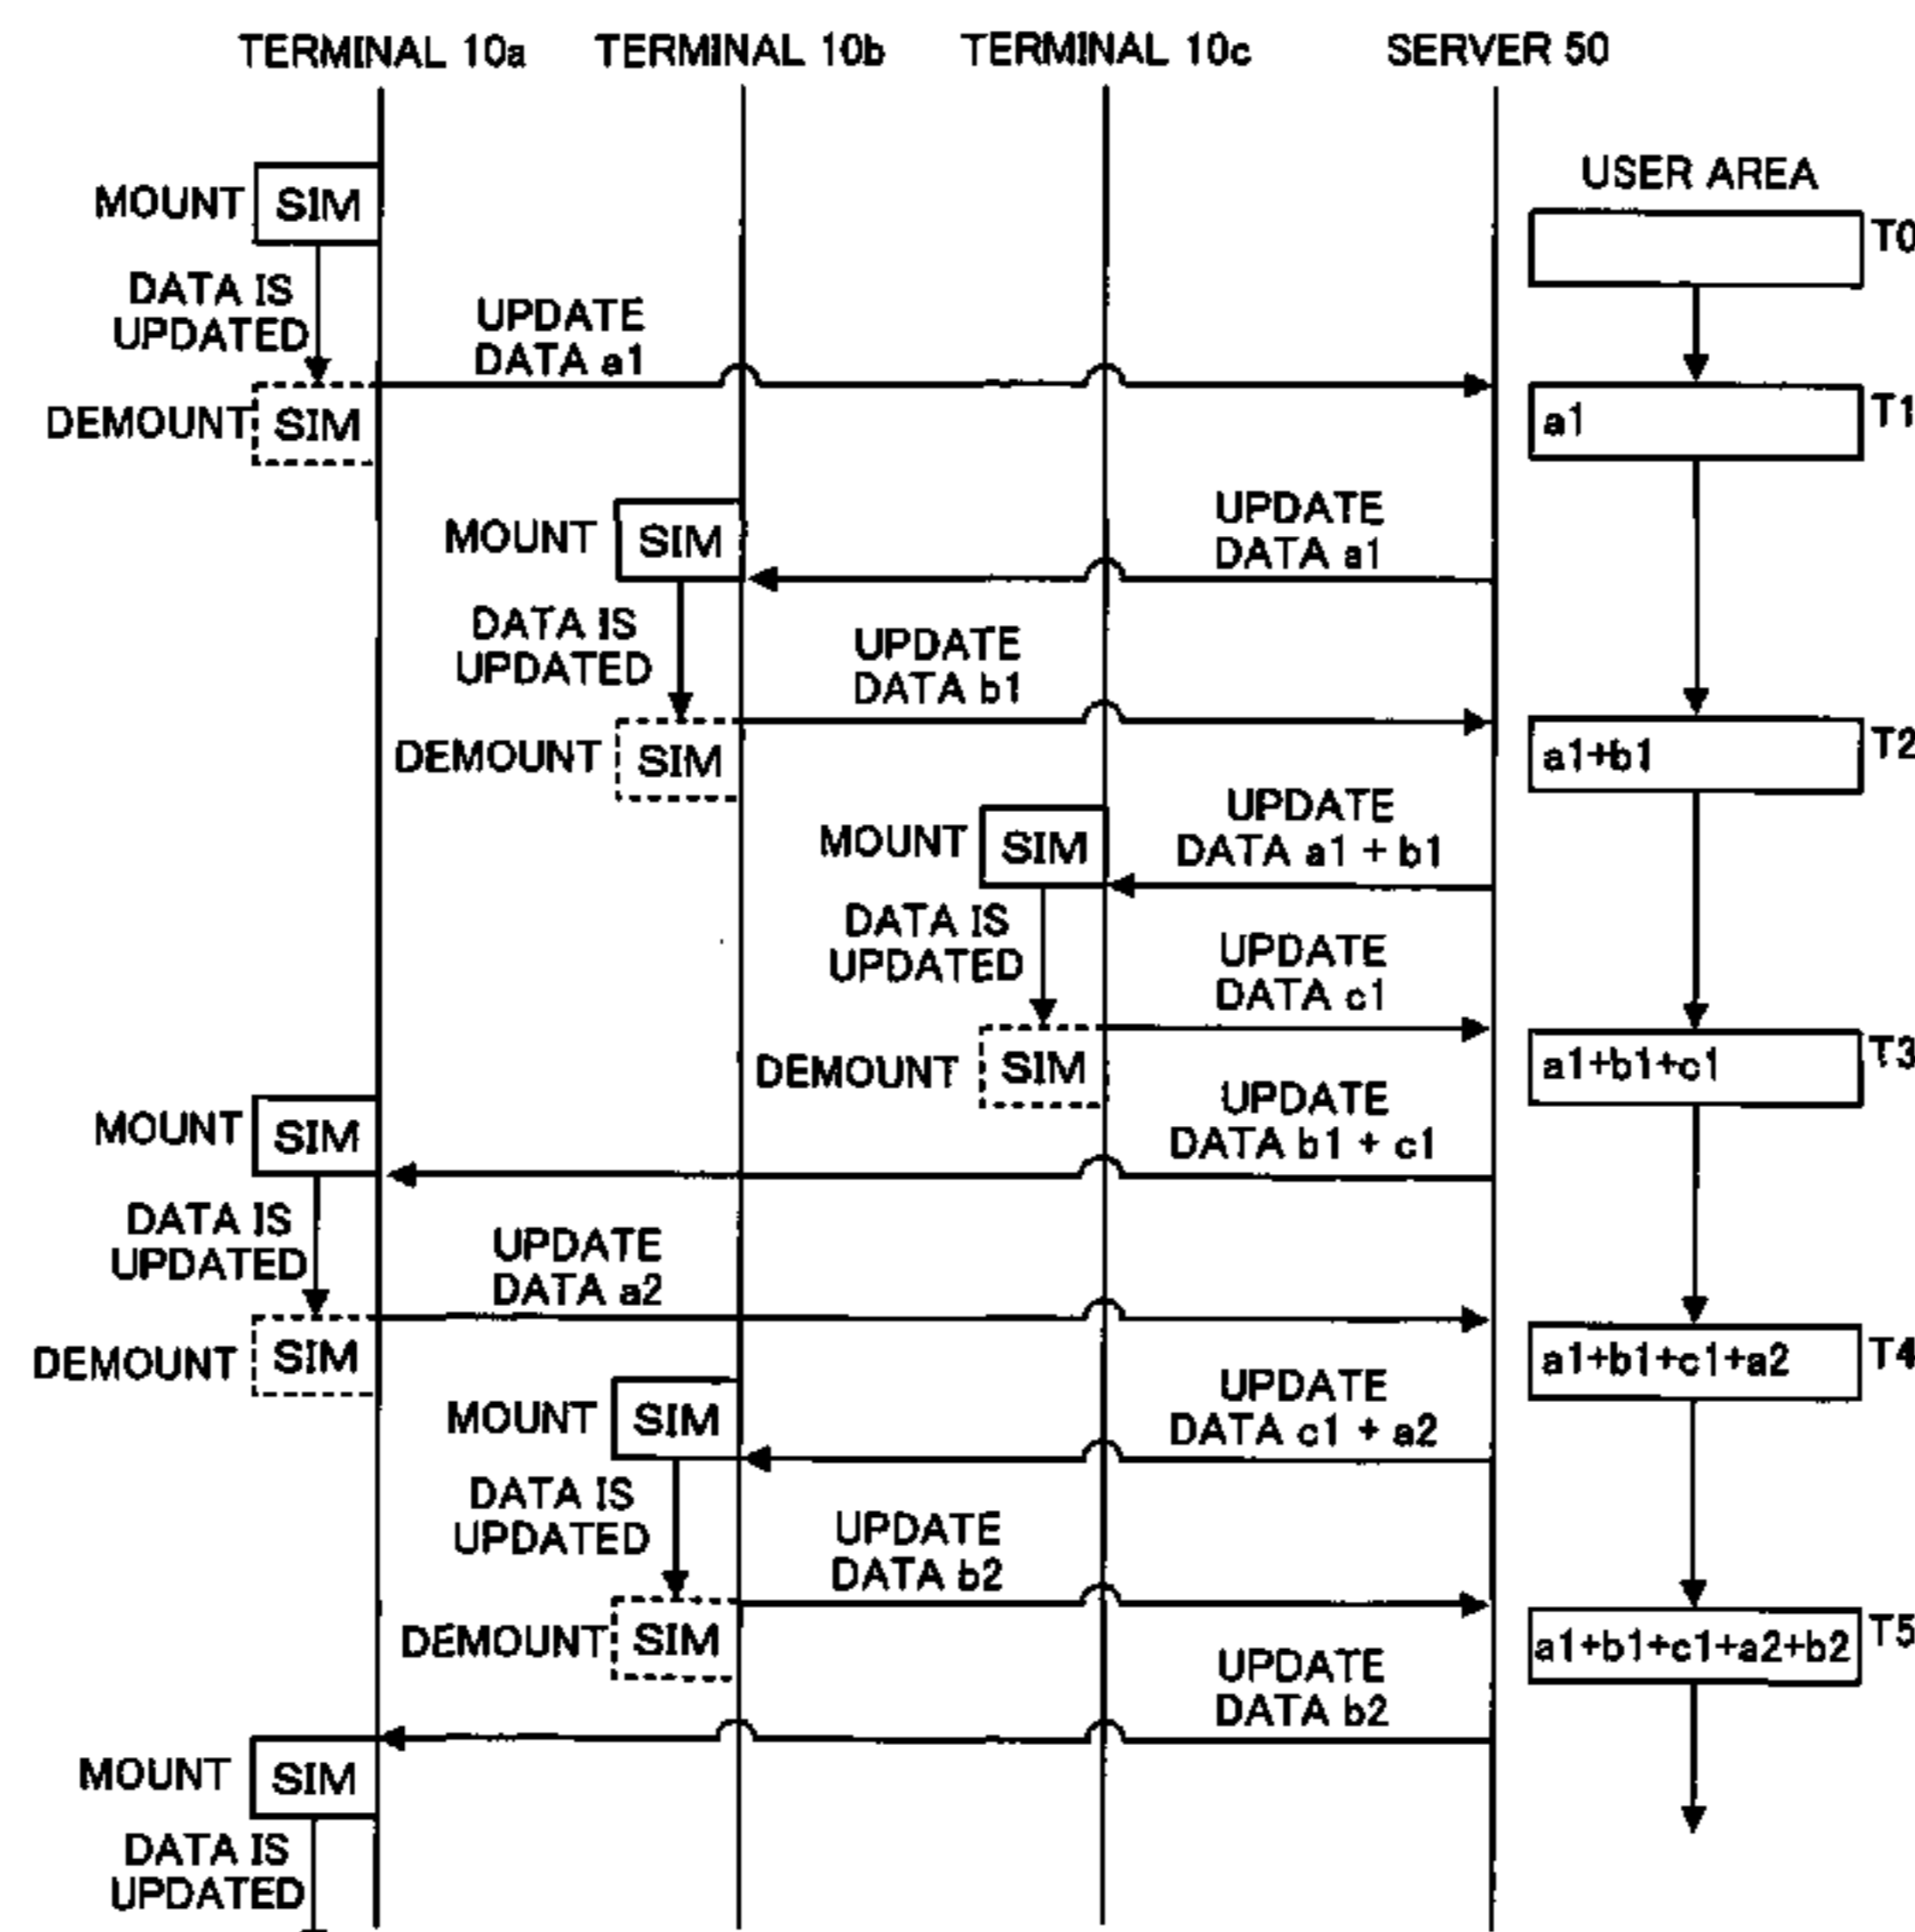 TERMINAL 10a TERMINAL 10b TERMINAL 10c SERVER 50
USER AREA
MOUNT SIM
T0
DATA IS
UPDATED
UPDATE
DATA a1
DEMOUNT SIM
a1 T1
MOUNT SIM
UPDATE
DATA a1
DATA IS
UPDATED
UPDATE
DATA b1
DEMOUNT SIM
a1+b1 T2
MOUNT SIM
UPDATE
DATA a1 + b1
DATA IS
UPDATED
UPDATE
DATA c1
DEMOUNT SIM
a1+b1+c1 T3
MOUNT SIM
UPDATE
DATA b1 + c1
DATA IS
UPDATED
UPDATE
DATA a2
DEMOUNT SIM
a1+b1+c1+a2 T4
MOUNT SIM
UPDATE
DATA c1 + a2
DATA IS
UPDATED
UPDATE
DATA b2
DEMOUNT SIM
a1+b1+c1+a2+b2 T5
UPDATE
DATA b2
MOUNT SIM
DATA IS
UPDATED